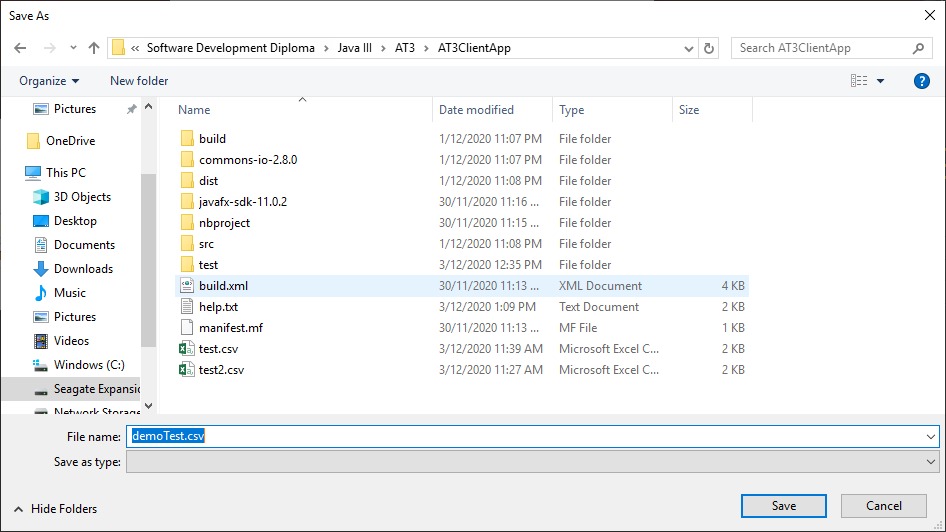 Save As
« Software Development Diploma > Java III > AT3 > AT3ClientApp
Search AT3ClientApp
Organize
New folder
?
Pictures
OneDrive
This PC
3D Objects
Desktop
Documents
Downloads
Music
Pictures
Videos
Windows (C:)
Seagate Expansic
Network Storage
Name Date modified Type Size
build 1/12/2020 11:07 PM File folder
commons-io-2.8.0 1/12/2020 11:07 PM File folder
dist 1/12/2020 11:08 PM File folder
javafx-sdk-11.0.2 30/11/2020 11:16 ... File folder
nbproject 30/11/2020 11:15 ... File folder
src 1/12/2020 11:08 PM File folder
test 3/12/2020 12:35 PM File folder
build.xml 30/11/2020 11:13 ... XML Document 4 KB
help.txt 3/12/2020 1:09 PM Text Document 2 KB
manifest.mf 30/11/2020 11:13 ... MF File 1 KB
test.csv 3/12/2020 11:39 AM Microsoft Excel C... 2 KB
test2.csv 3/12/2020 11:27 AM Microsoft Excel C... 2 KB
File name: demoTest.csv
Save as type:
Hide Folders
Save
Cancel